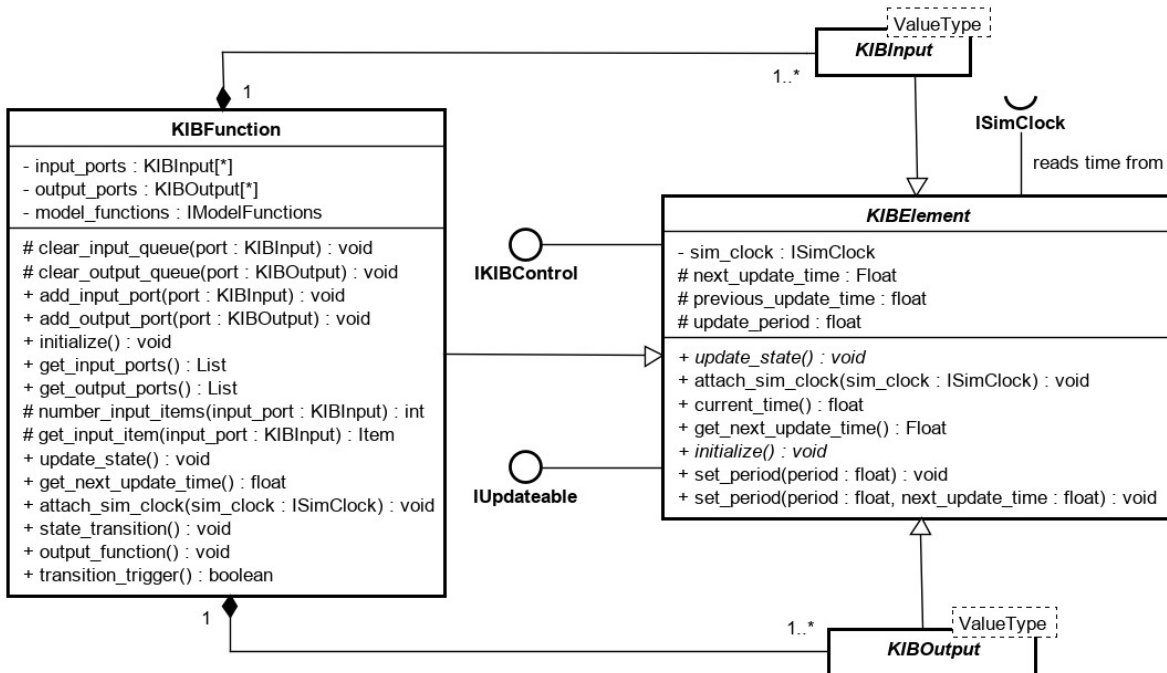 ValueType
KIBInput
1
1..*
KIBFunction
- input_ports : KIBInput[*]
- output_ports : KIBOutput[*]
- model_functions : IModelFunctions
# clear_input_queue(port : KIBInput) : void
# clear_output_queue(port : KIBOutput) : void
+ add_input_port(port : KIBInput) : void
+ add_output_port(port : KIBOutput) : void
+ initialize() : void
+ get_input_ports() : List
+ get_output_ports() : List
# number_input_items(input_port : KIBInput) : int
# get_input_item(input_port : KIBInput) : Item
+ update_state() : void
+ get_next_update_time() : float
+ attach_sim_clock(sim_clock : ISimClock) : void
+ state_transition() : void
+ output_function() : void
+ transition_trigger() : boolean
ISimClock
reads time from
IKIBControl
IUpdateable
KIBElement
- sim_clock : ISimClock
# next_update_time : Float
# previous_update_time : float
# update_period : float
+ update_state() : void
+ attach_sim_clock(sim_clock : ISimClock) : void
+ current_time() : float
+ get_next_update_time() : Float
+ initialize() : void
+ set_period(period : float) : void
+ set_period(period : float, next_update_time : float) : void
1
1..*
ValueType
KIBOutput